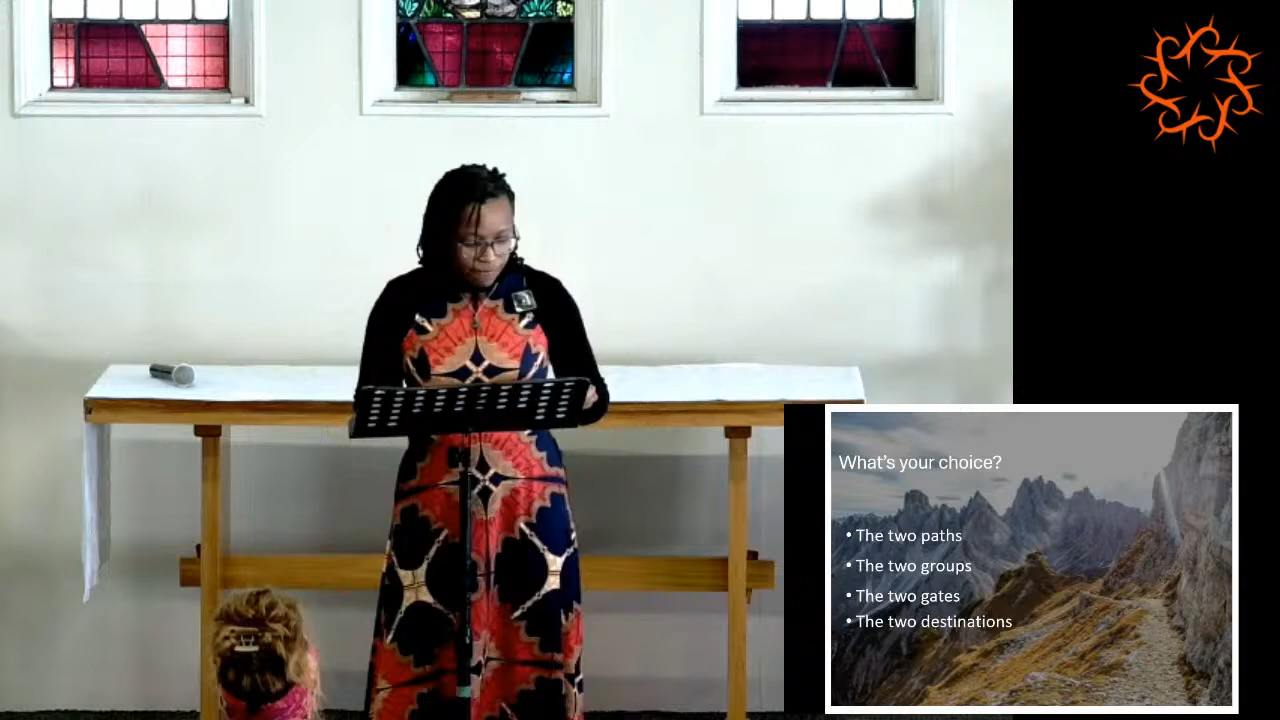 What's your choice?
• The two paths
• The two groups
• The two gates
• The two destinations